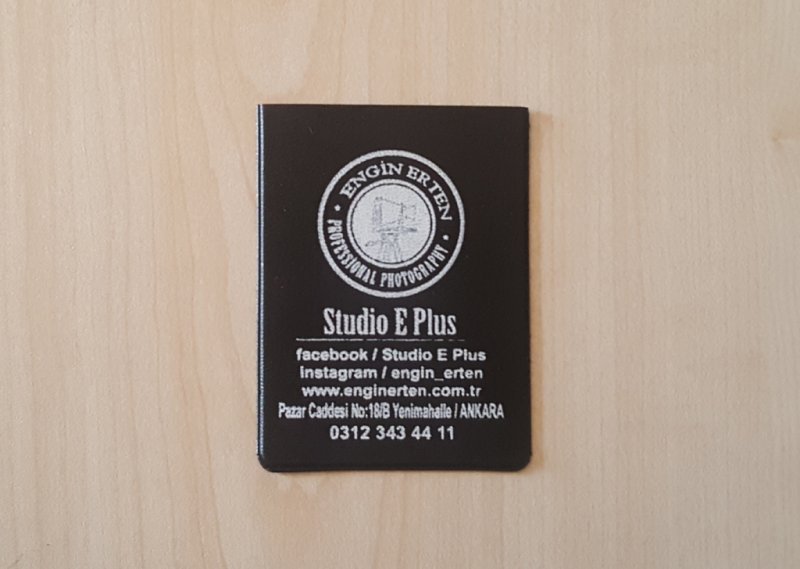 ENGİN ERTEN
PROFESSIONAL PHOTOGRAPHY
Studio E Plus
facebook / Studio E Plus
instagram / engin_erten
www.enginerten.com.tr
Pazar Caddesi No:18/B Yenimahalle / ANKARA
0312 343 44 11